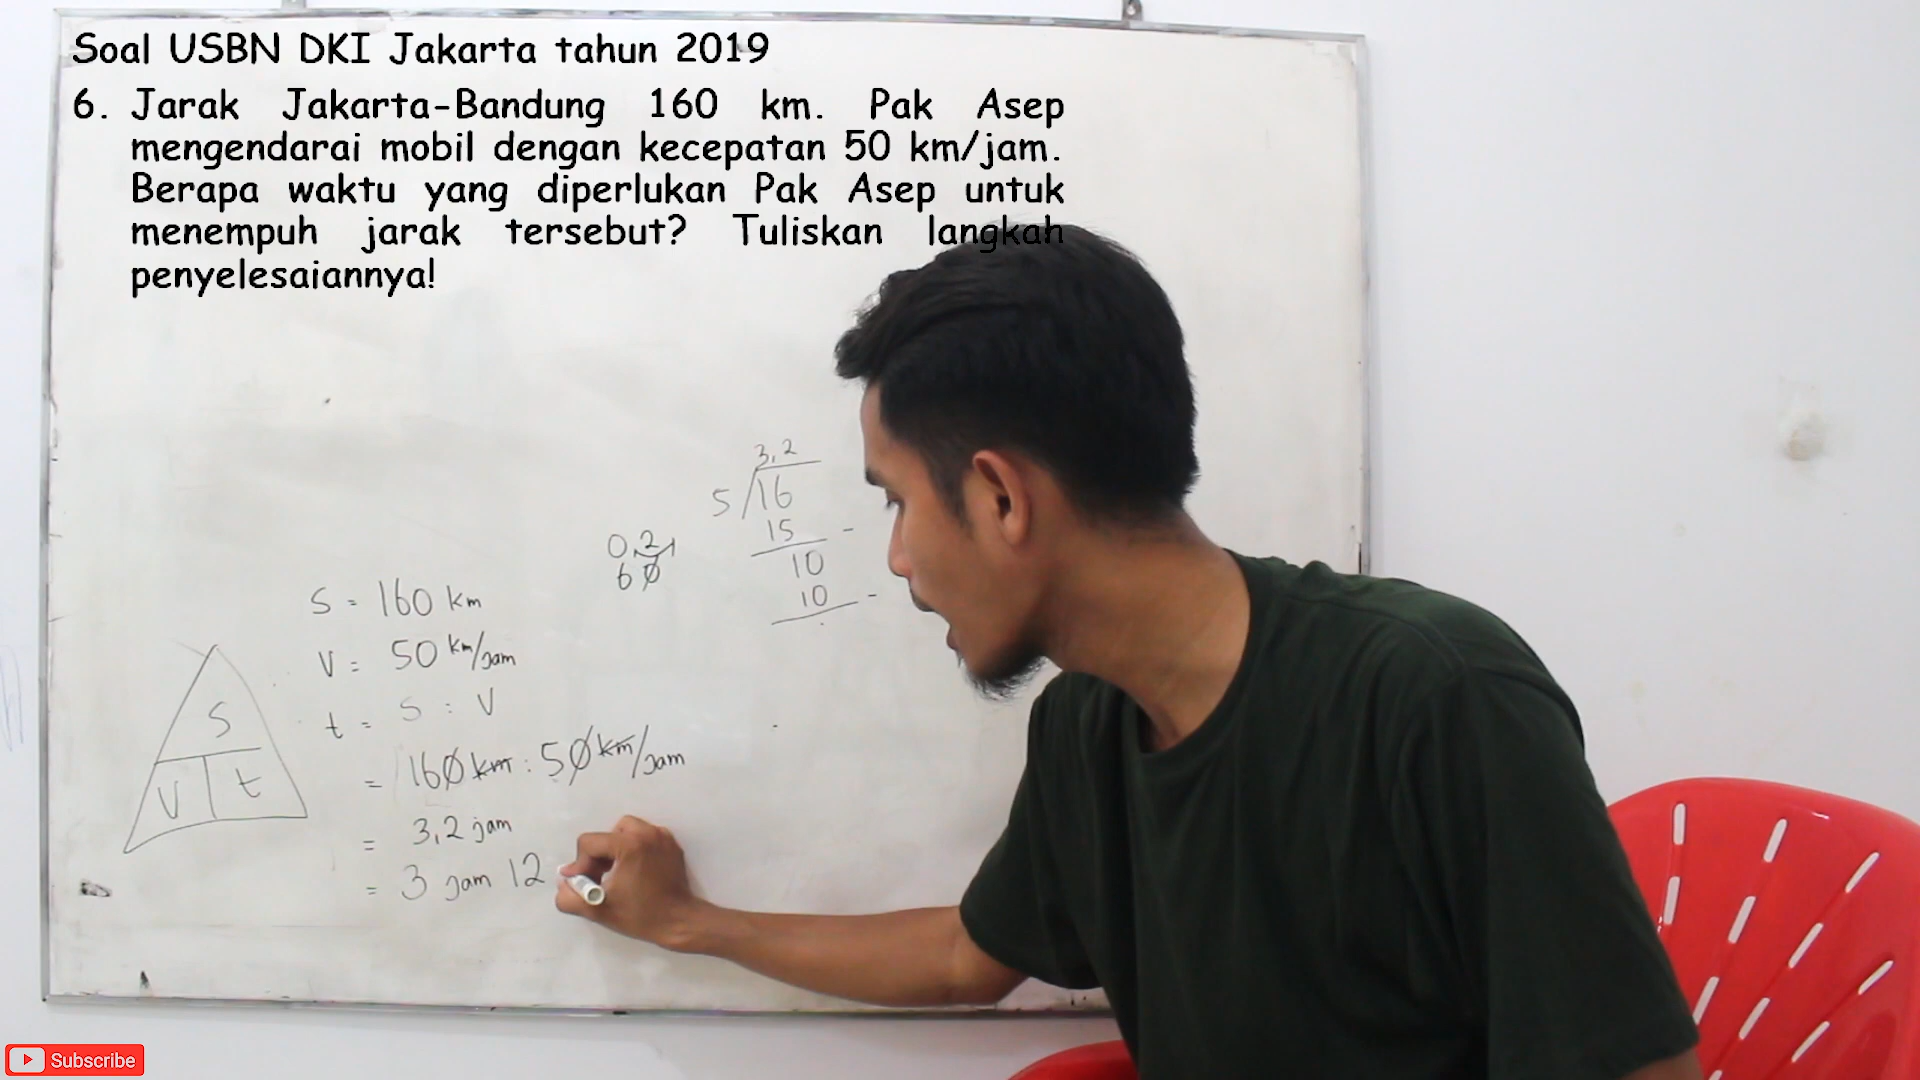 Soal USBN DKI Jakarta tahun 2019
6. Jarak Jakarta-Bandung 160 km. Pak Asep
mengendarai mobil dengan kecepatan 50 km/jam.
Berapa waktu yang diperlukan Pak Asep untuk
menempuh jarak tersebut? Tuliskan langkah
penyelesaiannya!
3,2
5 / 16
15 -
10
10 -
0,2
60
S = 160 km
V = 50 km/jam
t = S : V
= 160 km : 50 km/jam
= 3,2 jam
= 3 jam 12
S
V t
Subscribe